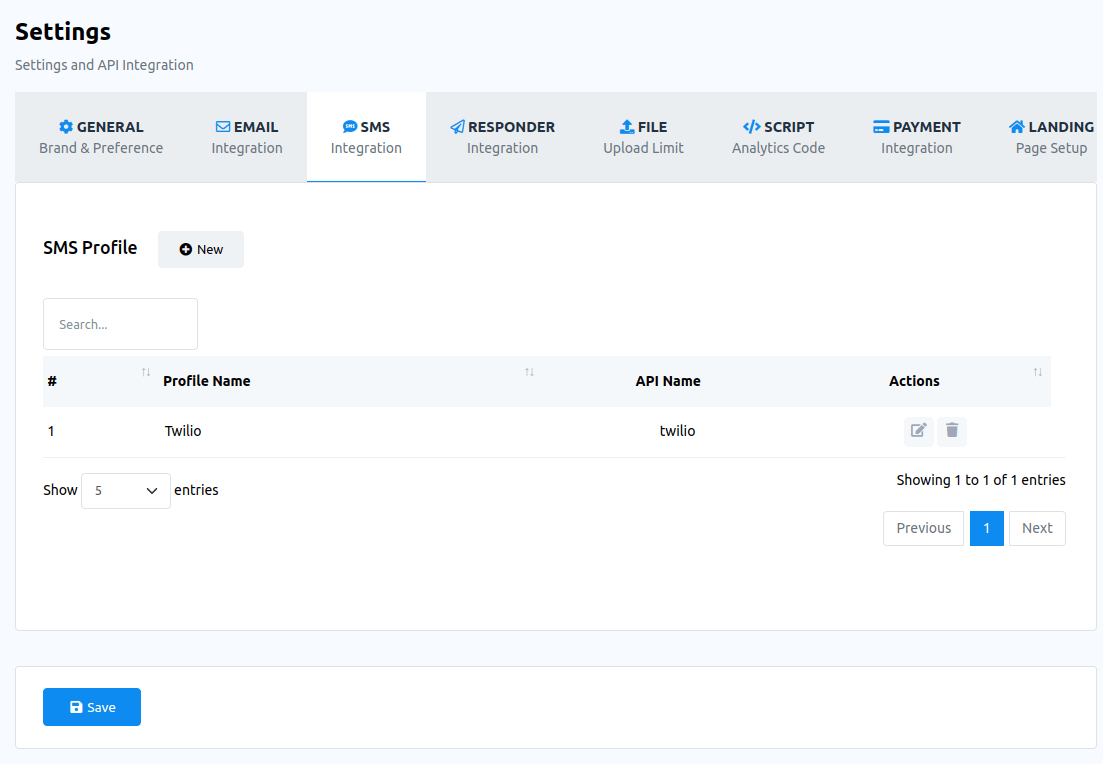 Settings
Settings and API Integration
GENERAL EMAIL SMS RESPONDER FILE SCRIPT PAYMENT LANDING
Brand & Preference Integration Integration Integration Upload Limit Analytics Code Integration Page Setup
SMS Profile New
Search...
# Profile Name API Name Actions
1 Twilio twilio
Show 5 entries
Showing 1 to 1 of 1 entries
Previous 1 Next
Save